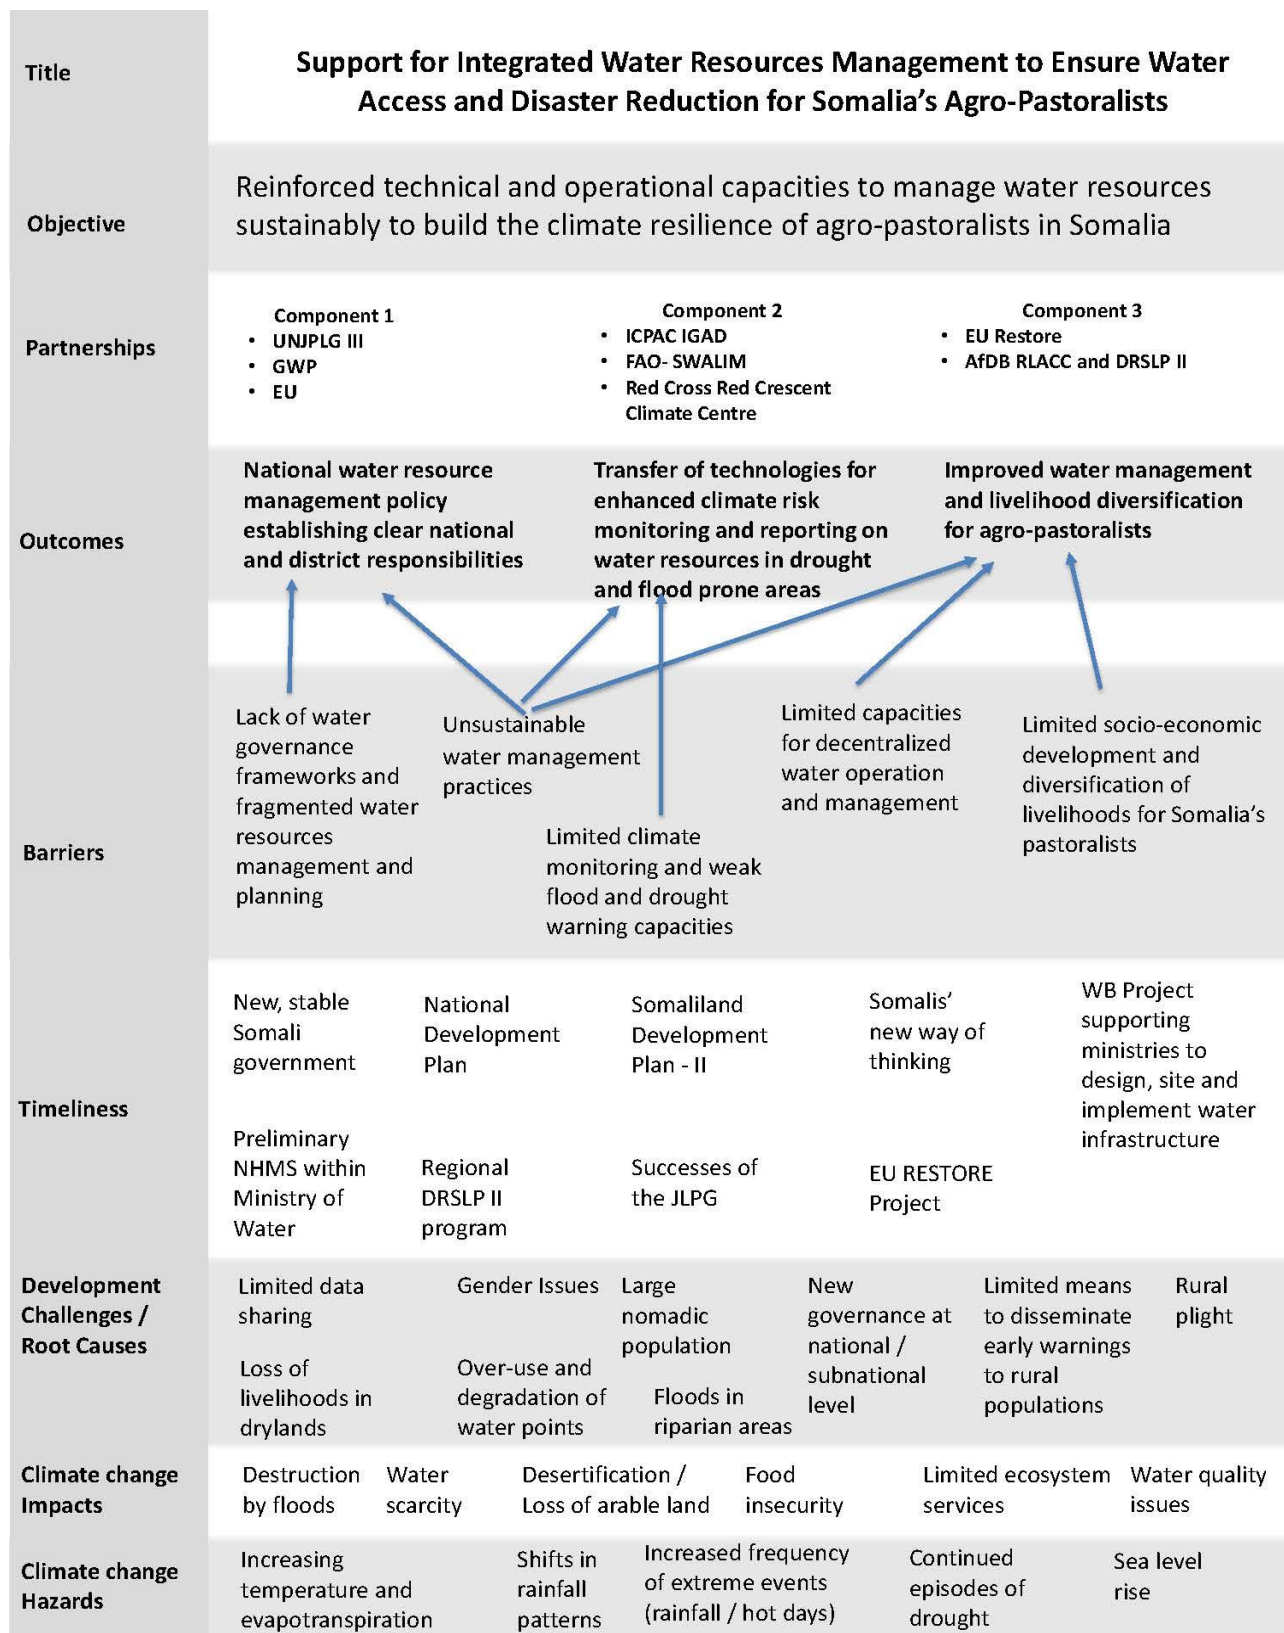 Title
Support for Integrated Water Resources Management to Ensure Water
Access and Disaster Reduction for Somalia's Agro-Pastoralists
Objective
Reinforced technical and operational capacities to manage water resources
sustainably to build the climate resilience of agro-pastoralists in Somalia
Partnerships
Component 1
• UNJPLG III
• GWP
• EU
Component 2
• ICPAC IGAD
• FAO- SWALIM
• Red Cross Red Crescent
Climate Centre
Component 3
• EU Restore
• AfDB RLACC and DRSLP II
Outcomes
National water resource
management policy
establishing clear national
and district responsibilities
Transfer of technologies for
enhanced climate risk
monitoring and reporting on
water resources in drought
and flood prone areas
Improved water management
and livelihood diversification
for agro-pastoralists
Barriers
Lack of water
governance
frameworks and
fragmented water
resources
management and
planning
Unsustainable
water management
practices
Limited climate
monitoring and weak
flood and drought
warning capacities
Limited capacities
for decentralized
water operation
and management
Limited socio-economic
development and
diversification of
livelihoods for Somalia's
pastoralists
Timeliness
New, stable
Somali
government
National
Development
Plan
Somaliland
Development
Plan - II
Somalis'
new way of
thinking
WB Project
supporting
ministries to
design, site and
implement water
infrastructure
Preliminary
NHMS within
Ministry of
Water
Regional
DRSLP II
program
Successes of
the JLPG
EU RESTORE
Project
Development
Challenges /
Root Causes
Limited data
sharing
Gender Issues
Large
nomadic
population
New
governance at
national /
subnational
level
Limited means
to disseminate
early warnings
to rural
populations
Rural
plight
Loss of
livelihoods in
drylands
Over-use and
degradation of
water points
Floods in
riparian areas
Climate change
Impacts
Destruction
by floods
Water
scarcity
Desertification /
Loss of arable land
Food
insecurity
Limited ecosystem
services
Water quality
issues
Climate change
Hazards
Increasing
temperature and
evapotranspiration
Shifts in
rainfall
patterns
Increased frequency
of extreme events
(rainfall / hot days)
Continued
episodes of
drought
Sea level
rise